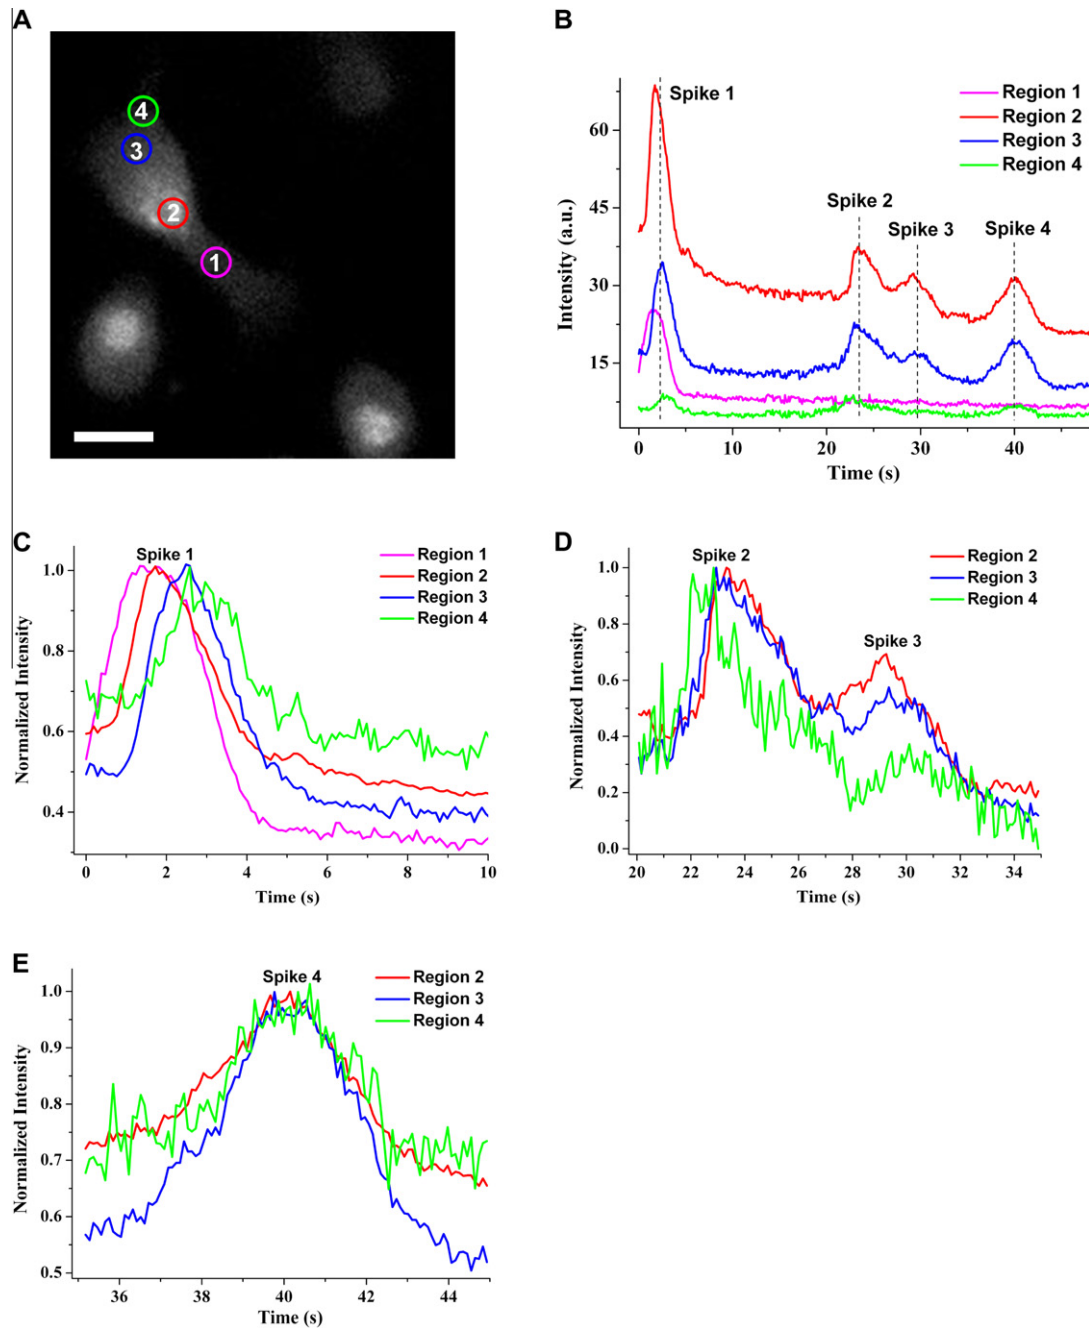 A
4
3
2
1
B
Spike 1
Region 1
Region 2
Region 3
Region 4
Spike 2
Spike 3
Spike 4
60
45
30
15
Intensity (a.u.)
0 10 20 30 40
Time (s)
C
Spike 1
Region 1
Region 2
Region 3
Region 4
1.0
0.8
0.6
0.4
Normalized Intensity
0 2 4 6 8 10
Time (s)
D
Spike 2
Region 2
Region 3
Region 4
Spike 3
1.0
0.8
0.6
0.4
0.2
0.0
Normalized Intensity
20 22 24 26 28 30 32 34
Time (s)
E
Spike 4
Region 2
Region 3
Region 4
1.0
0.9
0.8
0.7
0.6
0.5
Normalized Intensity
36 38 40 42 44
Time (s)